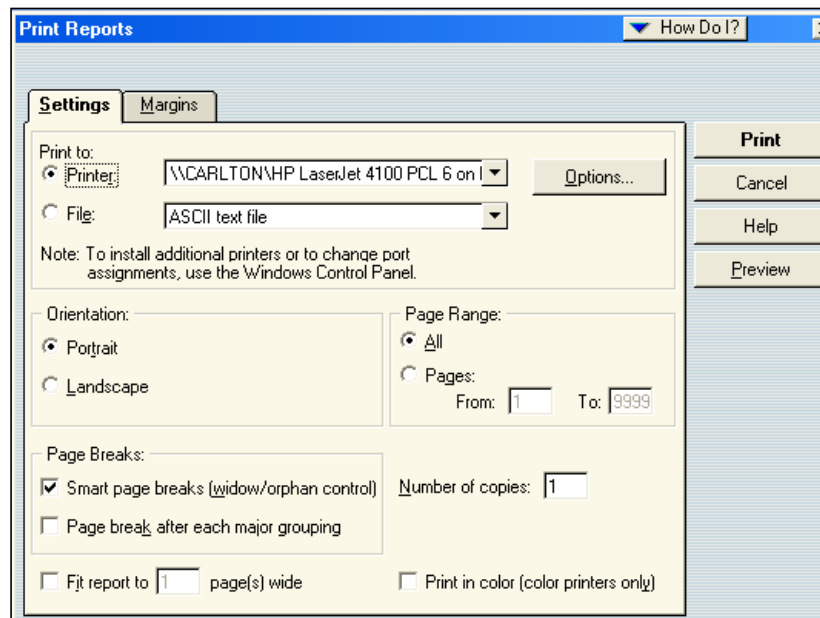 Print Reports How Do I?
Settings Margins
Print to:
Printer: \\CARLTON\HP LaserJet 4100 PCL 6 on Options...
File: ASCII text file
Note: To install additional printers or to change port
assignments, use the Windows Control Panel.
Print
Cancel
Help
Preview
Orientation:
Portrait
Landscape
Page Range:
All
Pages:
From: 1 To: 9999
Page Breaks:
Smart page breaks (widow/orphan control)
Page break after each major grouping
Number of copies: 1
Fit report to 1 page(s) wide
Print in color (color printers only)